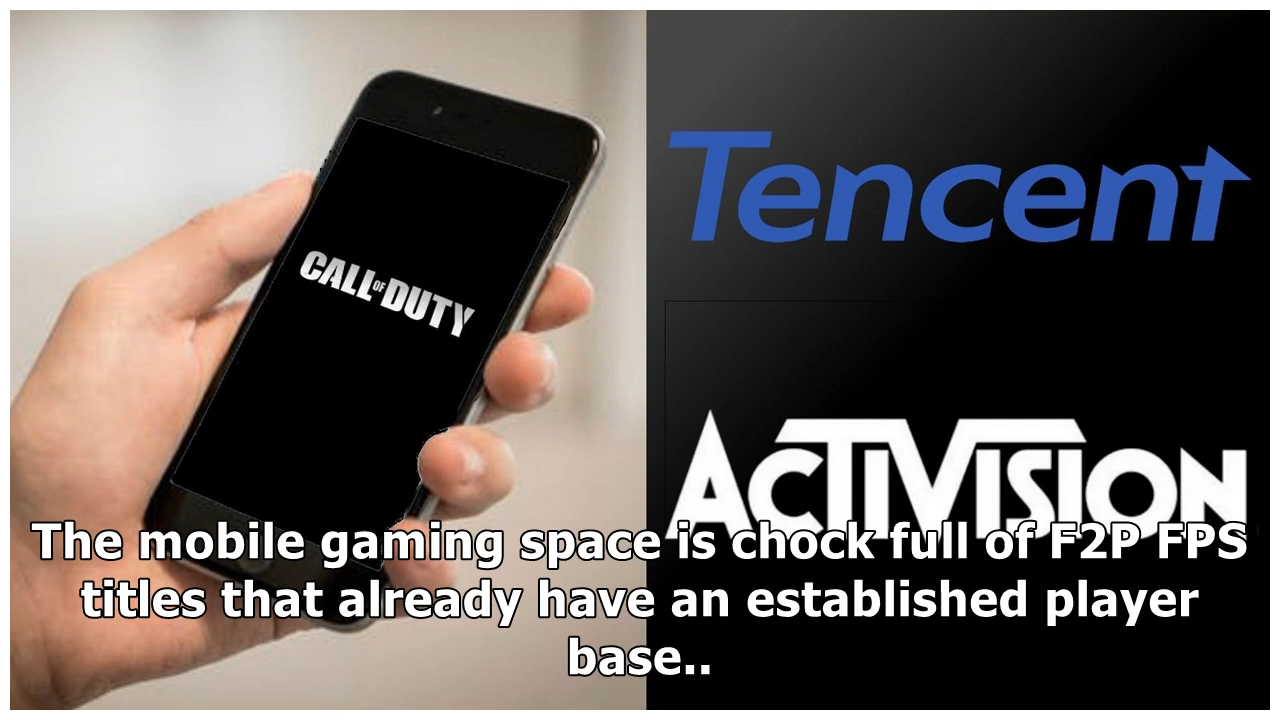 CALL OF DUTY
Tencent
ACTIVISION
The mobile gaming space is chock full of F2P FPS
titles that already have an established player
base..